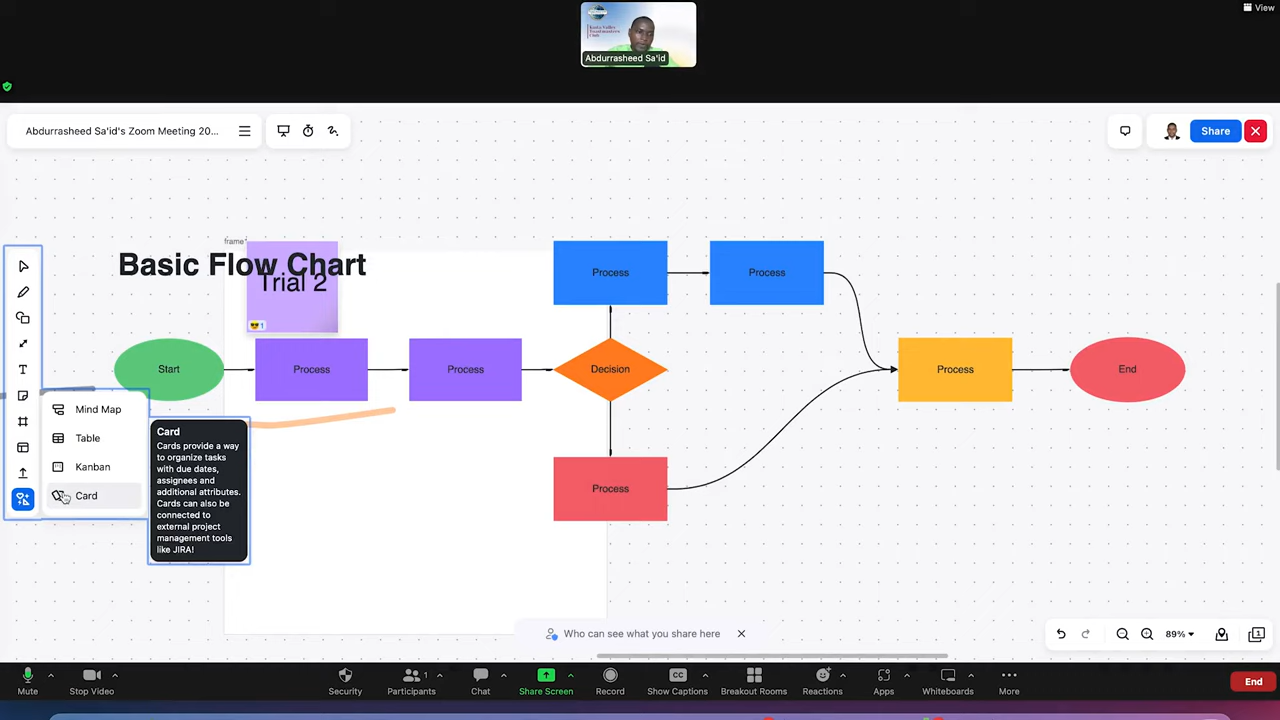 View
Abdurrasheed Sa'id
Abdurrasheed Sa'id's Zoom Meeting 20...
Share
frame
Basic Flow Chart
Trial 2
1
Process
Process
Start
Process
Process
Decision
Process
End
Process
Mind Map
Table
Kanban
Card
Card
Cards provide a way
to organize tasks
with due dates,
assignees and
additional attributes.
Cards can also be
connected to
external project
management tools
like JIRA!
Who can see what you share here
89%
1
Mute
Stop Video
Security
Participants
1
Chat
Share Screen
Record
CC
Show Captions
Breakout Rooms
Reactions
Apps
Whiteboards
More
End